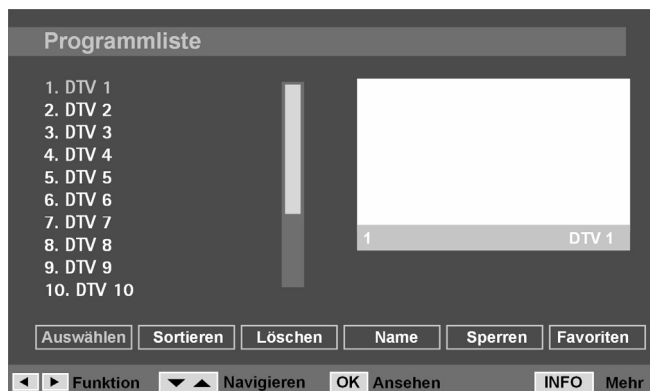 Programmliste
1. DTV 1
2. DTV 2
3. DTV 3
4. DTV 4
5. DTV 5
6. DTV 6
7. DTV 7
8. DTV 8
9. DTV 9
10. DTV 10
1 DTV 1
Auswählen Sortieren Löschen Name Sperren Favoriten
Funktion Navigieren OK Ansehen INFO Mehr